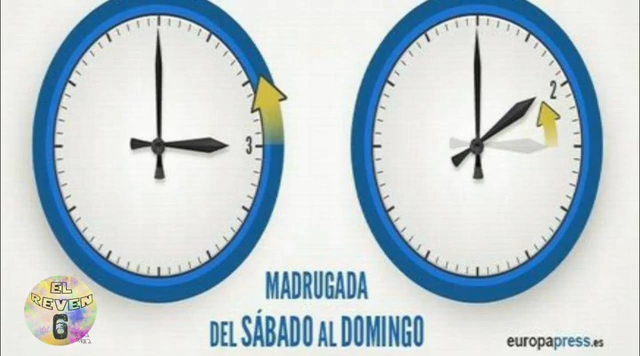 3
2
MADRUGADA
DEL SÁBADO AL DOMINGO
EL
REVEN
6
europapress.es